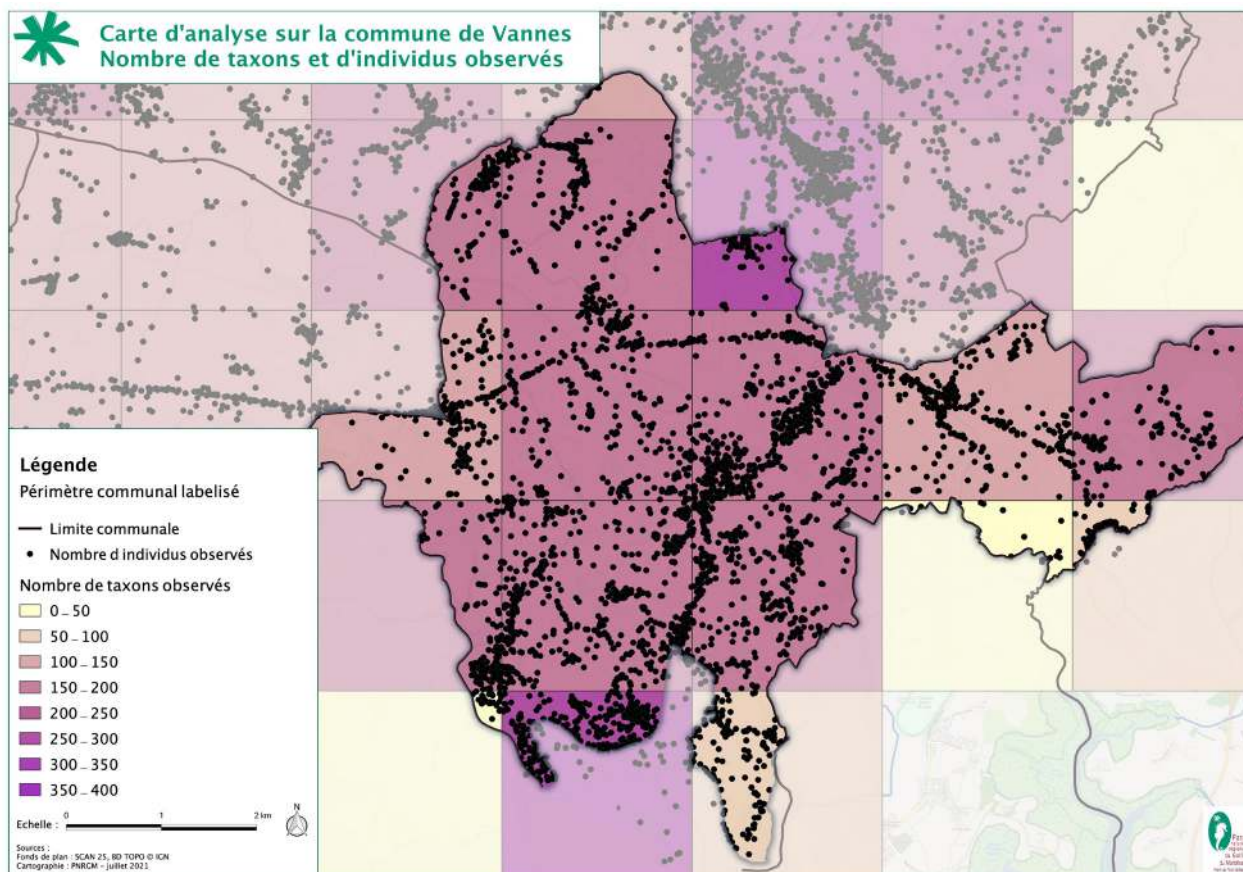 Carte d'analyse sur la commune de Vannes
Nombre de taxons et d'individus observés
Légende
Périmètre communal labelisé
Limite communale
Nombre d individus observés
Nombre de taxons observés
0 – 50
50 – 100
100 – 150
150 – 200
200 – 250
250 – 300
300 – 350
350 – 400
Echelle :
0 1 2 km
N
Sources :
Fonds de plan : SCAN 25, BD TOPO © IGN
Cartographie : PNRGM - juillet 2021